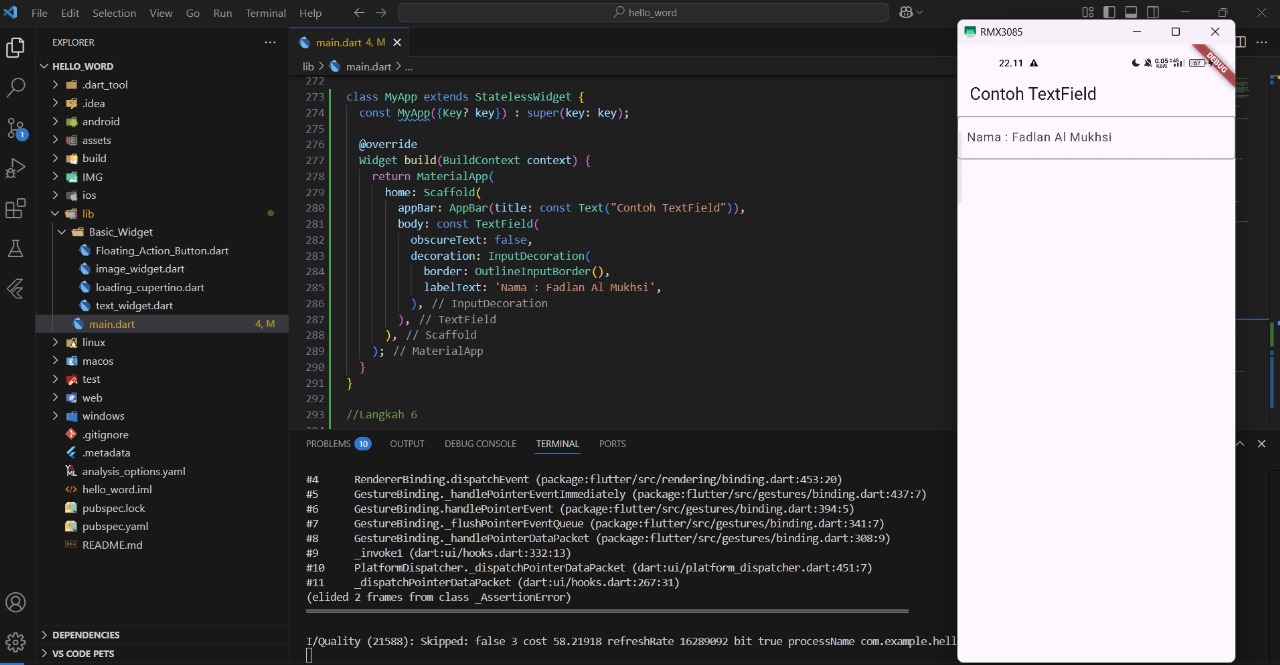 File Edit Selection View Go Run Terminal Help
hello_word
EXPLORER
HELLO_WORD
.dart_tool
.idea
android
assets
build
IMG
ios
lib
Basic_Widget
Floating_Action_Button.dart
image_widget.dart
loading_cupertino.dart
text_widget.dart
main.dart 4, M
linux
macos
test
web
windows
.gitignore
.metadata
analysis_options.yaml
hello_word.iml
pubspec.lock
pubspec.yaml
README.md
DEPENDENCIES
VS CODE PETS
1
main.dart 4, M
lib > main.dart > ...
272
273 class MyApp extends StatelessWidget {
274 const MyApp({Key? key}) : super(key: key);
275
276 @override
277 Widget build(BuildContext context) {
278 return MaterialApp(
279 home: Scaffold(
280 appBar: AppBar(title: const Text("Contoh TextField")),
281 body: const TextField(
282 obscureText: false,
283 decoration: InputDecoration(
284 border: OutlineInputBorder(),
285 labelText: 'Nama : Fadlan Al Mukhsi',
286 ), // InputDecoration
287 ), // TextField
288 ), // Scaffold
289 ); // MaterialApp
290 }
291 }
292
293 //Langkah 6
PROBLEMS 10 OUTPUT DEBUG CONSOLE TERMINAL PORTS
#4 RendererBinding.dispatchEvent (package:flutter/src/rendering/binding.dart:453:20)
#5 GestureBinding._handlePointerEventImmediately (package:flutter/src/gestures/binding.dart:437:7)
#6 GestureBinding.handlePointerEvent (package:flutter/src/gestures/binding.dart:394:5)
#7 GestureBinding._flushPointerEventQueue (package:flutter/src/gestures/binding.dart:341:7)
#8 GestureBinding._handlePointerDataPacket (package:flutter/src/gestures/binding.dart:308:9)
#9 _invoke1 (dart:ui/hooks.dart:332:13)
#10 PlatformDispatcher._dispatchPointerDataPacket (dart:ui/platform_dispatcher.dart:451:7)
#11 _dispatchPointerDataPacket (dart:ui/hooks.dart:267:31)
(elided 2 frames from class _AssertionError)
I/Quality (21588): Skipped: false 3 cost 58.21918 refreshRate 16289092 bit true processName com.example.hell
RMX3085
22.11
0.05 KB/S 67
DEBUG
Contoh TextField
Nama : Fadlan Al Mukhsi